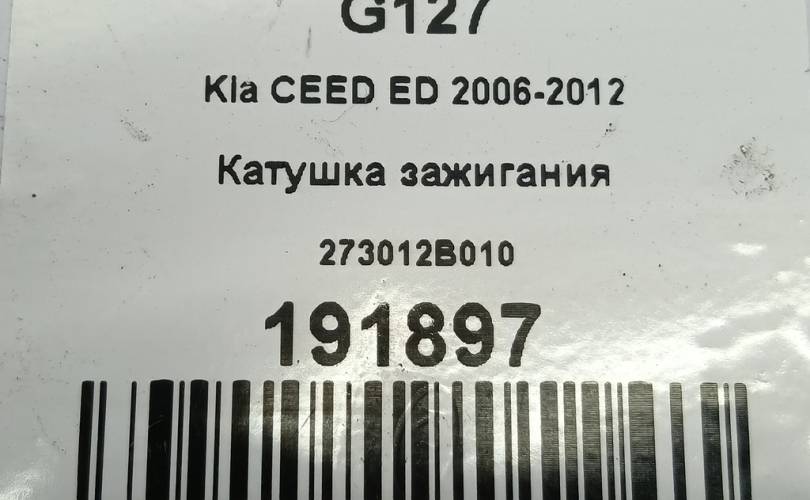 G127
Kia CEED ED 2006-2012
Катушка зажигания
273012B010
191897